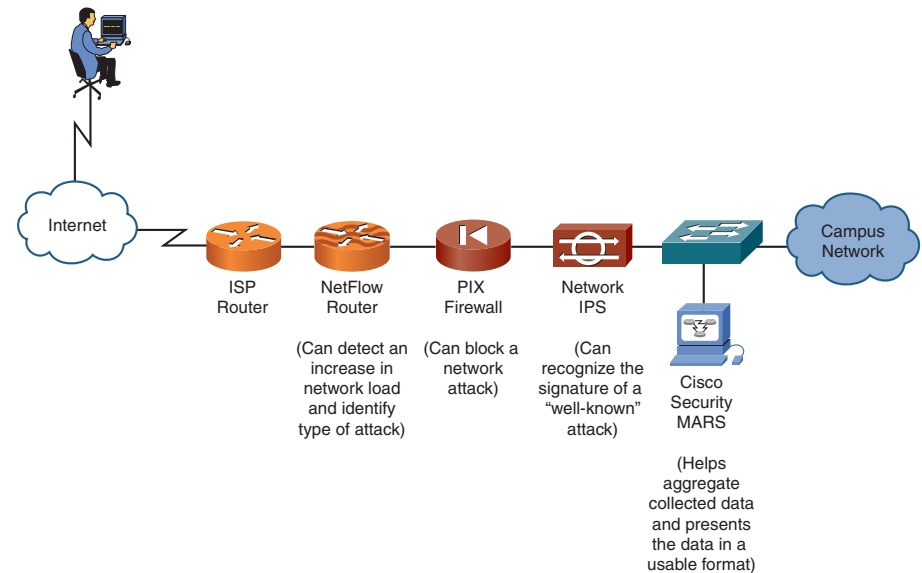 Internet
ISP
Router
NetFlow
Router
(Can detect an
increase in
network load
and identify
type of attack)
PIX
Firewall
(Can block a
network
attack)
Network
IPS
(Can
recognize the
signature of a
“well-known”
attack)
Cisco
Security
MARS
(Helps
aggregate
collected data
and presents
the data in a
usable format)
Campus
Network